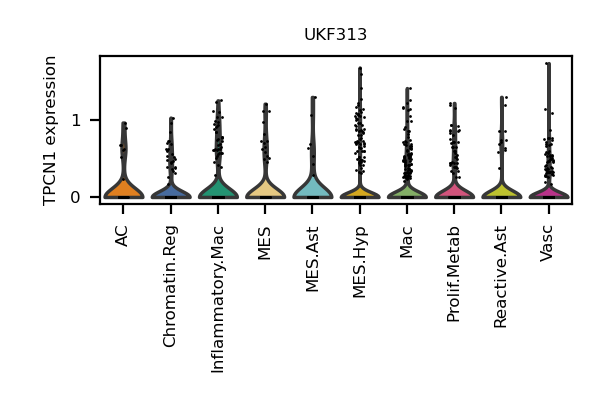 UKF313
TPCN1 expression
1
0
AC
Chromatin.Reg
Inflammatory.Mac
MES
MES.Ast
MES.Hyp
Mac
Prolif.Metab
Reactive.Ast
Vasc